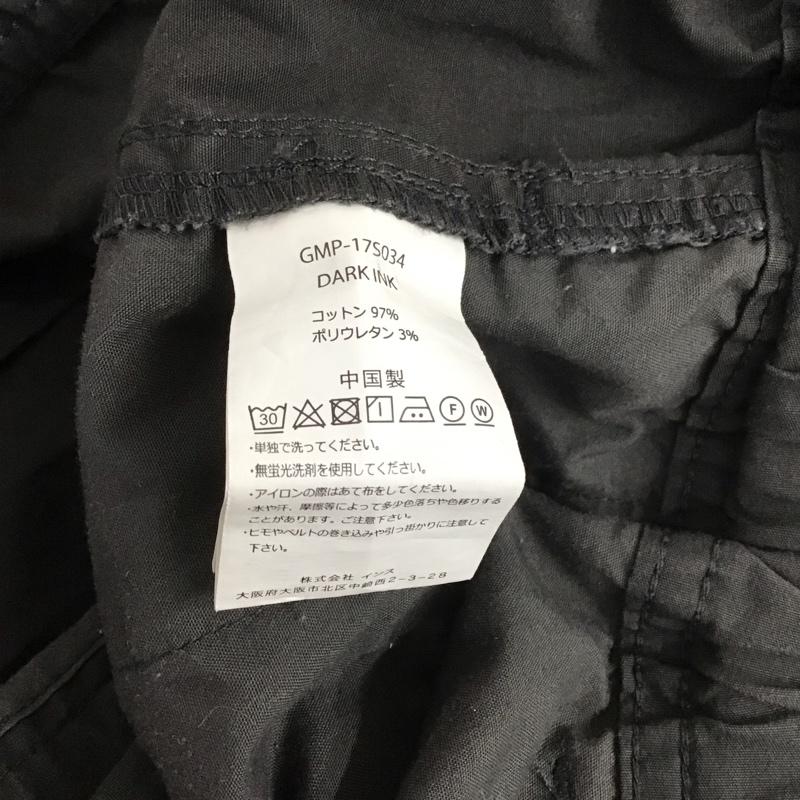 GMP-17S034
DARK INK
コットン 97%
ポリウレタン 3%
中国製
30 F W
・単独で洗ってください。
・無蛍光洗剤を使用してください。
・アイロンの際はあて布をしてください。
・水や汗、摩擦等によって多少色落ちや色移りする
ことがあります。ご注意下さい。
・ヒモやベルトの巻き込みや引っ掛かりに注意して
下さい。
株式会社 インス
大阪府大阪市北区中崎西2-3-28